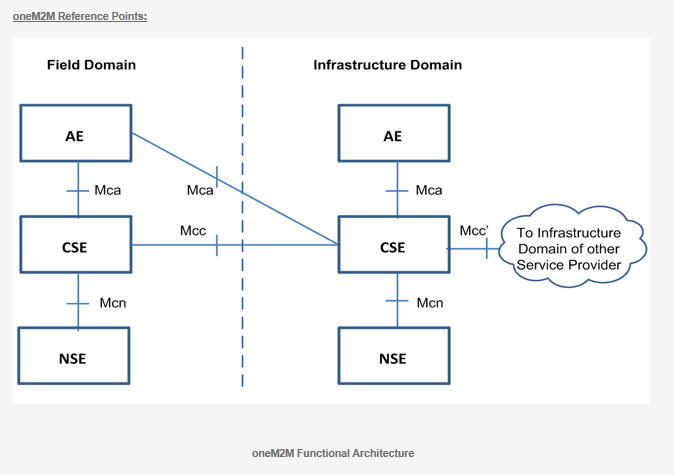 oneM2M Reference Points:
Field Domain
Infrastructure Domain
AE
AE
Mca
Mca
Mca
Mcc
Mcc’
CSE
CSE
To Infrastructure
Domain of other
Service Provider
Mcn
Mcn
NSE
NSE
oneM2M Functional Architecture